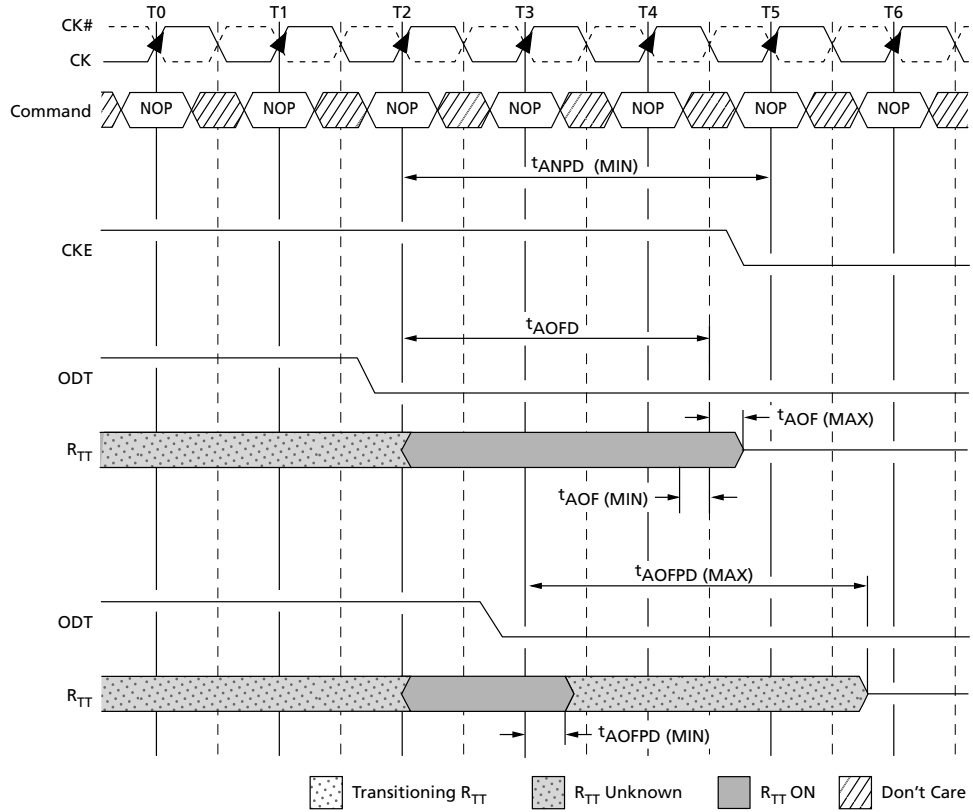 T0 T1 T2 T3 T4 T5 T6
CK#
CK
Command NOP NOP NOP NOP NOP NOP NOP
tANPD (MIN)
CKE
tAOFD
ODT
tAOF (MAX)
RTT
tAOF (MIN)
tAOFPD (MAX)
ODT
RTT
tAOFPD (MIN)
Transitioning RTT RTT Unknown RTT ON Don't Care